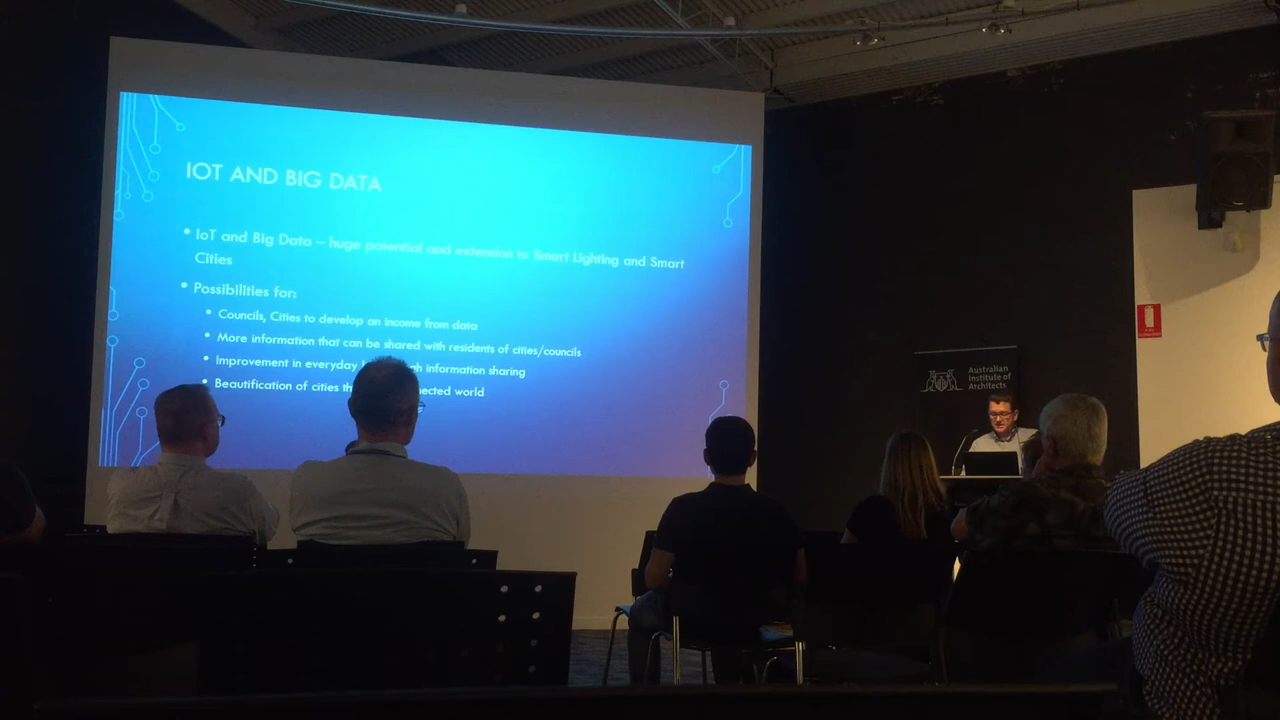 IOT AND BIG DATA
• IoT and Big Data – huge potential and extension to Smart Lighting and Smart
Cities
• Possibilities for:
• Councils, Cities to develop an income from data
• More information that can be shared with residents of cities/councils
• Improvement in everyday information sharing
• Beautification of cities world
Australian
Institute of
Architects